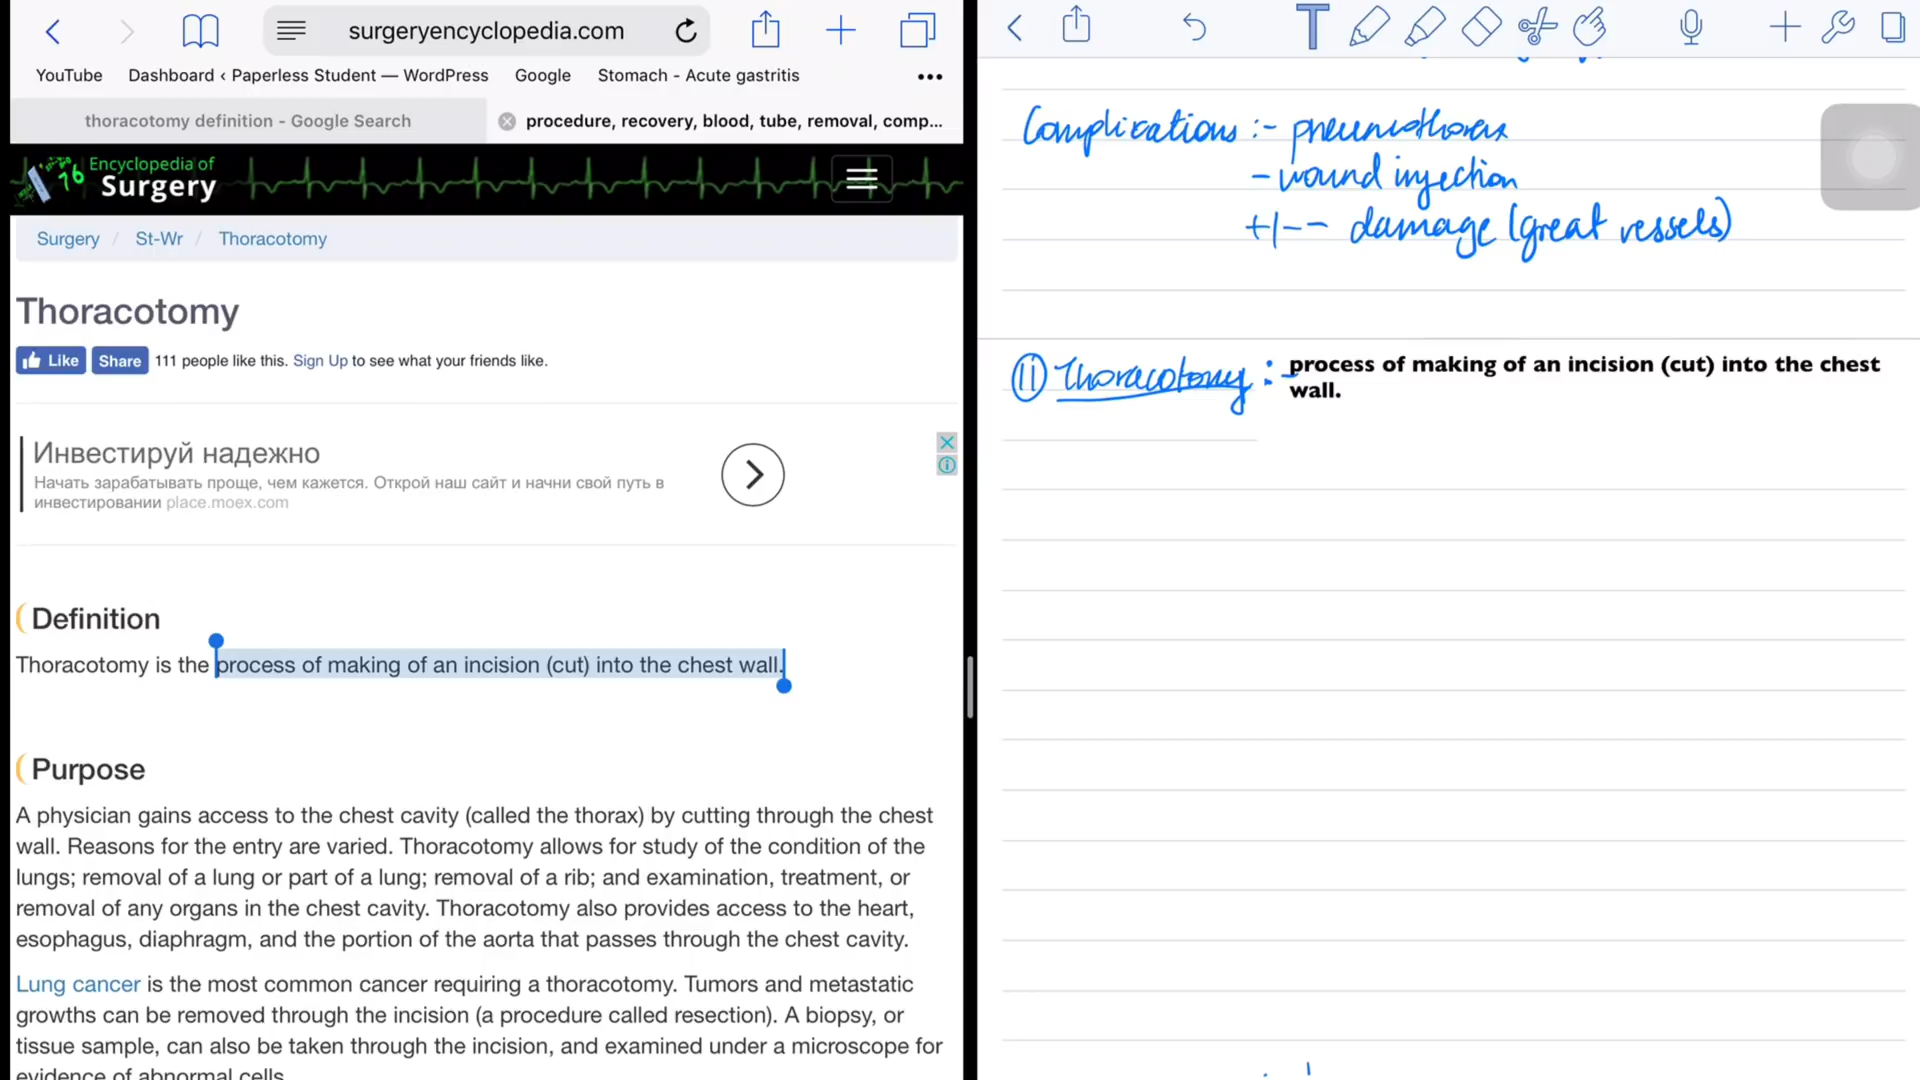 surgeryencyclopedia.com
YouTube Dashboard ‹ Paperless Student — WordPress Google Stomach - Acute gastritis •••
thoracotomy definition - Google Search procedure, recovery, blood, tube, removal, comp...
Encyclopedia of
Surgery
Surgery / St-Wr / Thoracotomy
Thoracotomy
Like Share 111 people like this. Sign Up to see what your friends like.
Инвестируй надежно
Начать зарабатывать проще, чем кажется. Открой наш сайт и начни свой путь в
инвестировании place.moex.com
Definition
Thoracotomy is the process of making of an incision (cut) into the chest wall.
Purpose
A physician gains access to the chest cavity (called the thorax) by cutting through the chest
wall. Reasons for the entry are varied. Thoracotomy allows for study of the condition of the
lungs; removal of a lung or part of a lung; removal of a rib; and examination, treatment, or
removal of any organs in the chest cavity. Thoracotomy also provides access to the heart,
esophagus, diaphragm, and the portion of the aorta that passes through the chest cavity.
Lung cancer is the most common cancer requiring a thoracotomy. Tumors and metastatic
growths can be removed through the incision (a procedure called resection). A biopsy, or
tissue sample, can also be taken through the incision, and examined under a microscope for
evidence of abnormal cells.
Complications :- pneumothorax
- wound injection
+/-- damage (great vessels)
11 Thoracotomy :- process of making of an incision (cut) into the chest
wall.